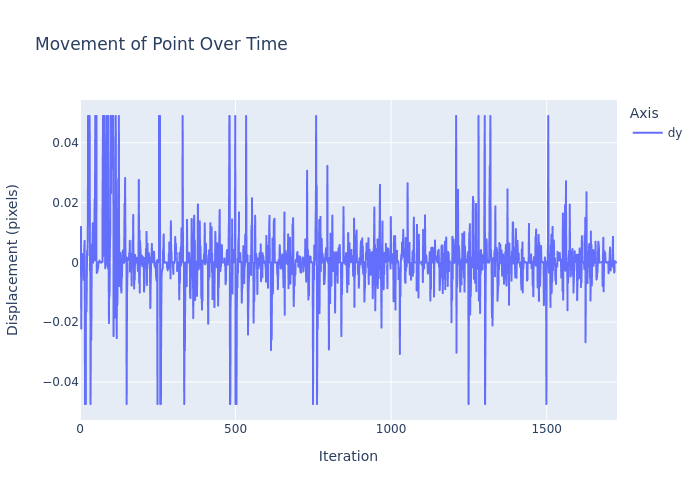 Movement of Point Over Time
Axis
dy
Displacement (pixels)
0.04
0.02
0
−0.02
−0.04
0
500
1000
1500
Iteration